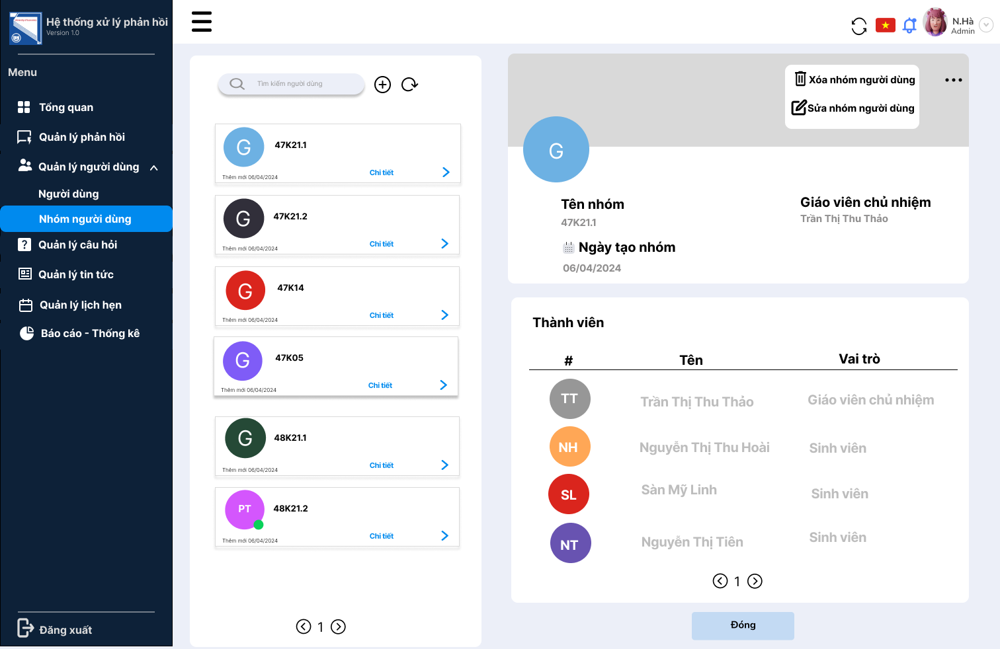 Hệ thống xử lý phản hồi
Version 1.0
Menu
Tổng quan
Quản lý phản hồi
Quản lý người dùng
Người dùng
Nhóm người dùng
Quản lý câu hỏi
Quản lý tin tức
Quản lý lịch hẹn
Báo cáo - Thống kê
Đăng xuất
N.Hà
Admin
Tìm kiếm người dùng
G
47K21.1
Thêm mới 06/04/2024
Chi tiết
G
47K21.2
Thêm mới 06/04/2024
Chi tiết
G
47K14
Thêm mới 06/04/2024
Chi tiết
G
47K05
Thêm mới 06/04/2024
Chi tiết
G
48K21.1
Thêm mới 06/04/2024
Chi tiết
PT
48K21.2
Thêm mới 06/04/2024
Chi tiết
1
Xóa nhóm người dùng
Sửa nhóm người dùng
G
Tên nhóm
47K21.1
Giáo viên chủ nhiệm
Trần Thị Thu Thảo
Ngày tạo nhóm
06/04/2024
Thành viên
# Tên Vai trò
TT Trần Thị Thu Thảo Giáo viên chủ nhiệm
NH Nguyễn Thị Thu Hoài Sinh viên
SL Sàn Mỹ Linh Sinh viên
NT Nguyễn Thị Tiên Sinh viên
1
Đóng